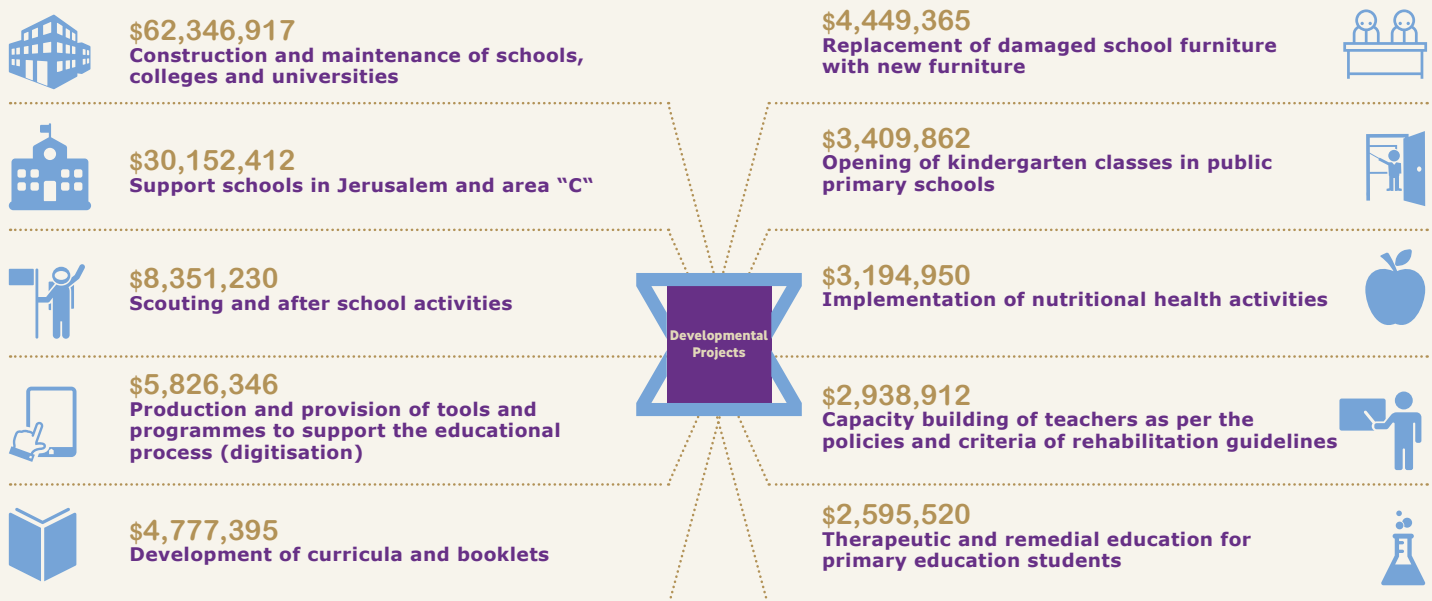 $62,346,917
Construction and maintenance of schools,
colleges and universities
$30,152,412
Support schools in Jerusalem and area “C“
$8,351,230
Scouting and after school activities
$5,826,346
Production and provision of tools and
programmes to support the educational
process (digitisation)
$4,777,395
Development of curricula and booklets
Developmental
Projects
$4,449,365
Replacement of damaged school furniture
with new furniture
$3,409,862
Opening of kindergarten classes in public
primary schools
$3,194,950
Implementation of nutritional health activities
$2,938,912
Capacity building of teachers as per the
policies and criteria of rehabilitation guidelines
$2,595,520
Therapeutic and remedial education for
primary education students